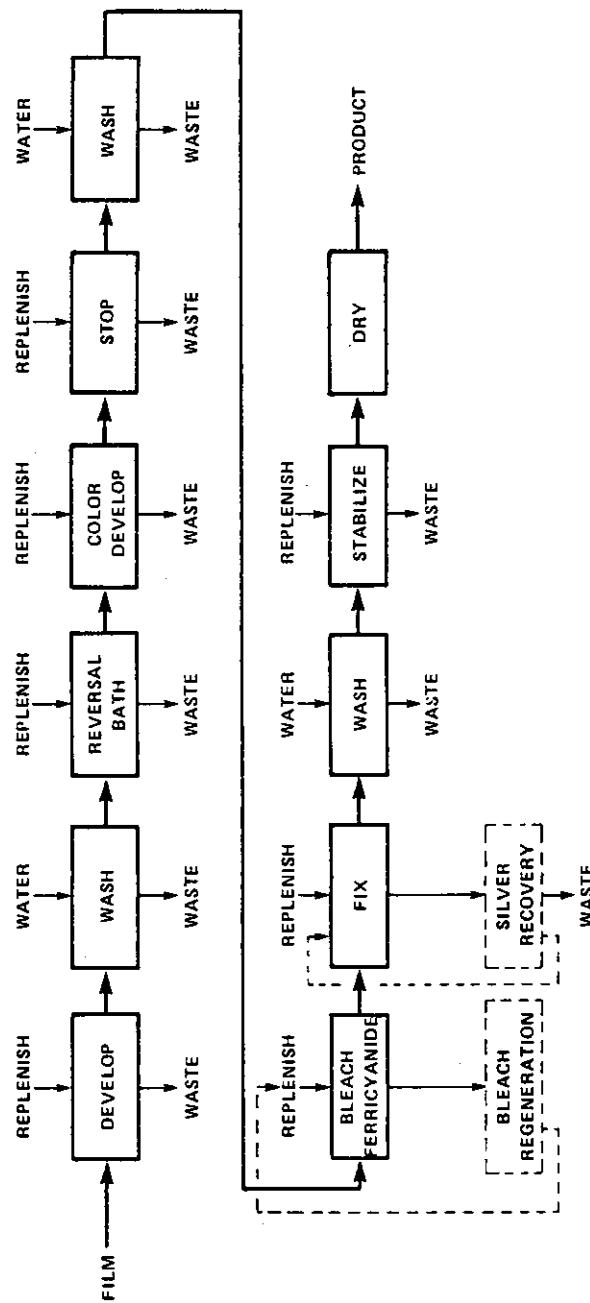 FILM
REPLENISH
DEVELOP
WASTE
WATER
WASH
WASTE
REPLENISH
REVERSAL
BATH
WASTE
REPLENISH
COLOR
DEVELOP
WASTE
REPLENISH
STOP
WASTE
WATER
WASH
WASTE
REPLENISH
BLEACH
FERRICYANIDE
BLEACH
REGENERATION
REPLENISH
FIX
SILVER
RECOVERY
WASTE
WATER
WASH
WASTE
REPLENISH
STABILIZE
WASTE
DRY
PRODUCT